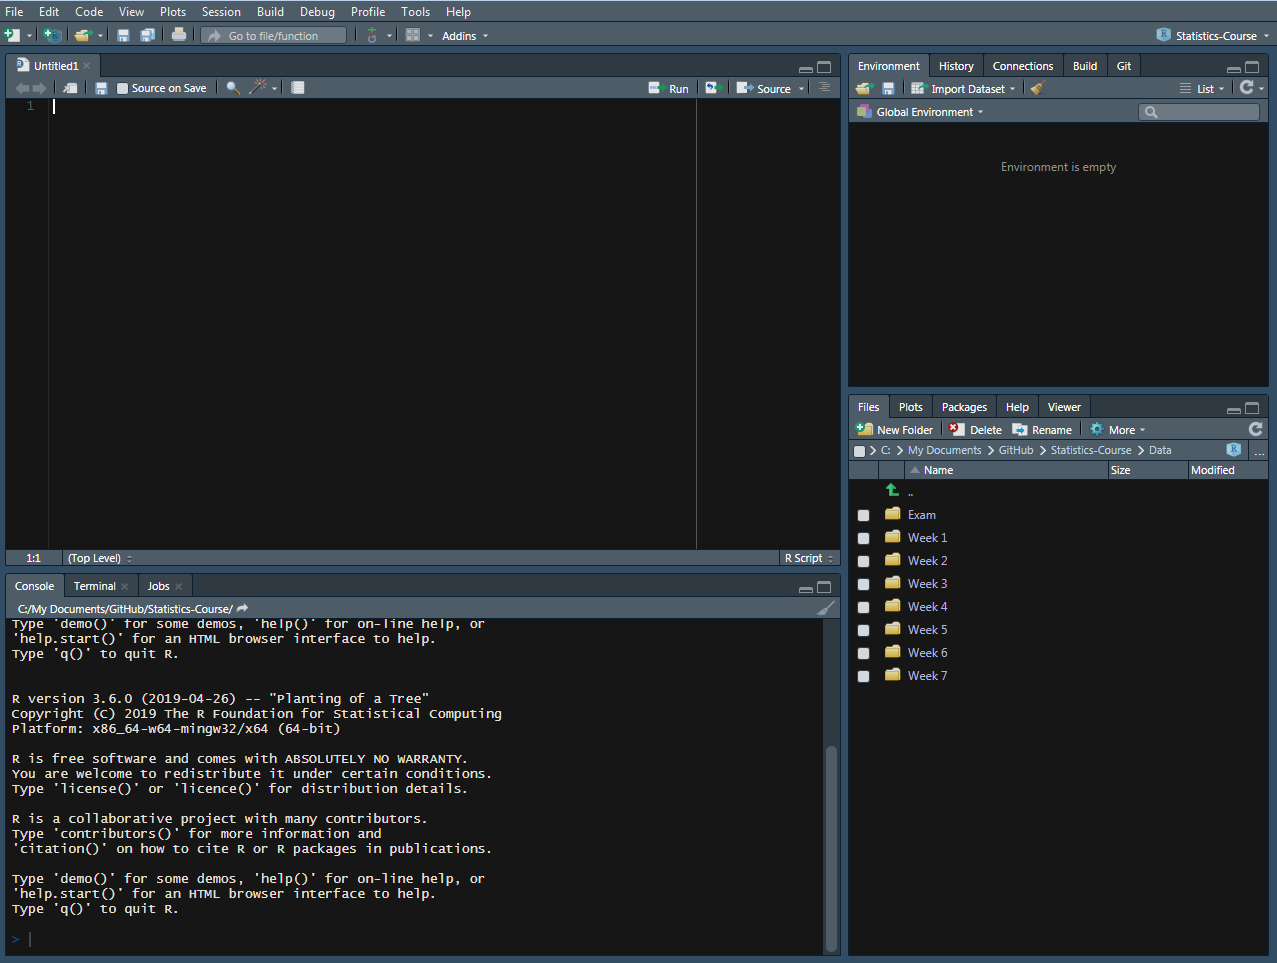 File Edit Code View Plots Session Build Debug Profile Tools Help
Go to file/function Addins Statistics-Course
Untitled1
Source on Save Run Source
1
1:1 (Top Level) R Script
Console Terminal Jobs
C:/My Documents/GitHub/Statistics-Course/
Type 'demo()' for some demos, 'help()' for on-line help, or
'help.start()' for an HTML browser interface to help.
Type 'q()' to quit R.
R version 3.6.0 (2019-04-26) -- "Planting of a Tree"
Copyright (C) 2019 The R Foundation for Statistical Computing
Platform: x86_64-w64-mingw32/x64 (64-bit)
R is free software and comes with ABSOLUTELY NO WARRANTY.
You are welcome to redistribute it under certain conditions.
Type 'license()' or 'licence()' for distribution details.
R is a collaborative project with many contributors.
Type 'contributors()' for more information and
'citation()' on how to cite R or R packages in publications.
Type 'demo()' for some demos, 'help()' for on-line help, or
'help.start()' for an HTML browser interface to help.
Type 'q()' to quit R.
>
Environment History Connections Build Git
Import Dataset List
Global Environment
Environment is empty
Files Plots Packages Help Viewer
New Folder Delete Rename More
C: My Documents GitHub Statistics-Course Data R ...
Name Size Modified
..
Exam
Week 1
Week 2
Week 3
Week 4
Week 5
Week 6
Week 7